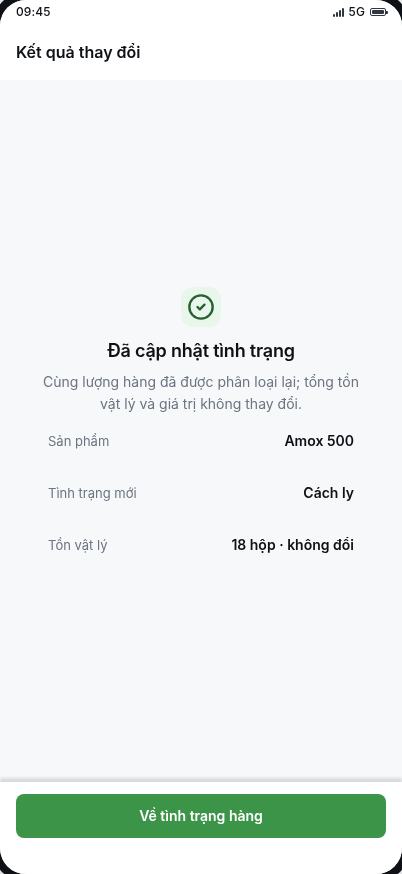 09:45
5G
Kết quả thay đổi
Đã cập nhật tình trạng
Cùng lượng hàng đã được phân loại lại; tổng tồn
vật lý và giá trị không thay đổi.
Sản phẩm
Amox 500
Tình trạng mới
Cách ly
Tồn vật lý
18 hộp · không đổi
Về tình trạng hàng